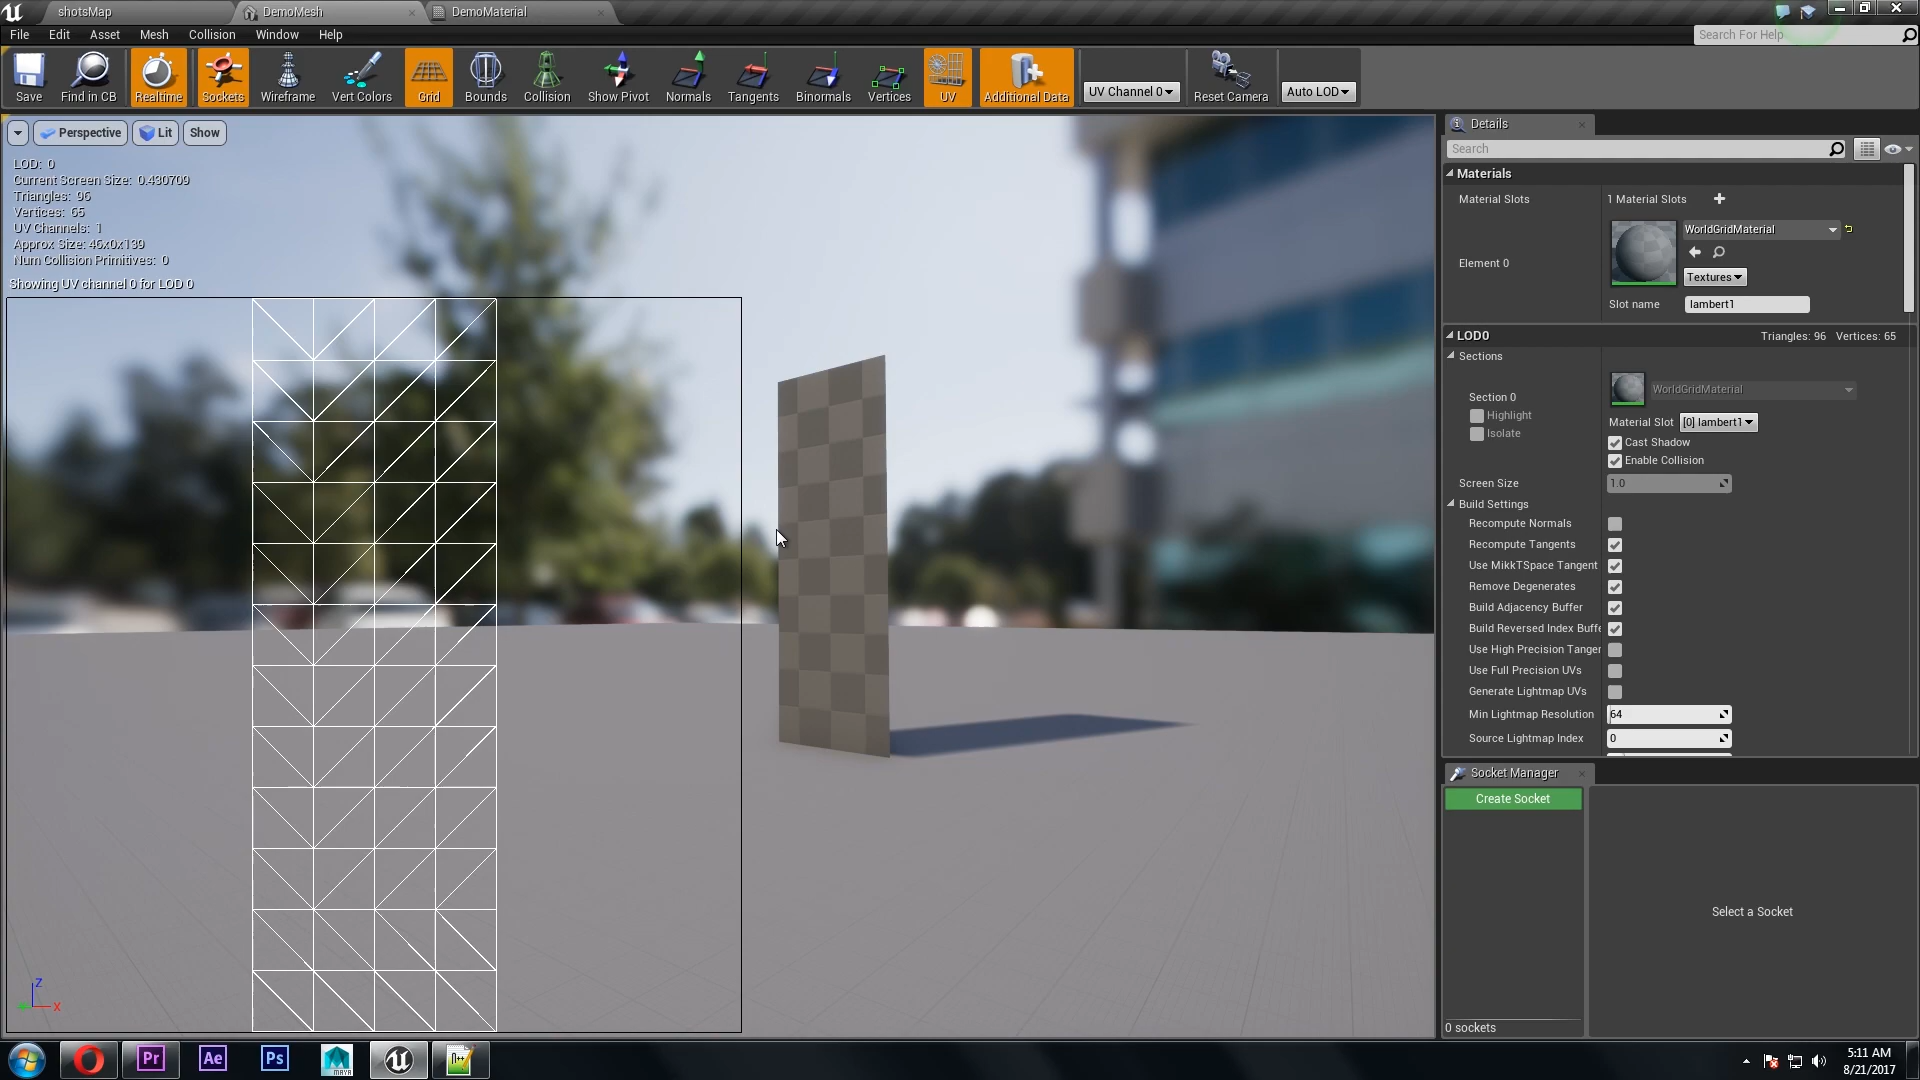 shotsMap
DemoMesh
DemoMaterial
File Edit Asset Mesh Collision Window Help
Search For Help
Save
Find in CB
Realtime
Sockets
Wireframe
Vert Colors
Grid
Bounds
Collision
Show Pivot
Normals
Tangents
Binormals
Vertices
UV
Additional Data
UV Channel 0
Reset Camera
Auto LOD
Perspective
Lit
Show
LOD: 0
Current Screen Size: 0.430709
Triangles: 96
Vertices: 65
UV Channels: 1
Approx Size: 46x0x139
Num Collision Primitives: 0
Showing UV channel 0 for LOD 0
Z
X
Details
Search
Materials
Material Slots
1 Material Slots
Element 0
WorldGridMaterial
Textures
Slot name
lambert1
LOD0
Triangles: 96 Vertices: 65
Sections
Section 0
Highlight
Isolate
WorldGridMaterial
Material Slot
[0] lambert1
Cast Shadow
Enable Collision
Screen Size
1.0
Build Settings
Recompute Normals
Recompute Tangents
Use MikkTSpace Tangent
Remove Degenerates
Build Adjacency Buffer
Build Reversed Index Buffe
Use High Precision Tanger
Use Full Precision UVs
Generate Lightmap UVs
Min Lightmap Resolution
64
Source Lightmap Index
0
Socket Manager
Create Socket
Select a Socket
0 sockets
Pr
Ae
Ps
MAYA
N++
5:11 AM
8/21/2017